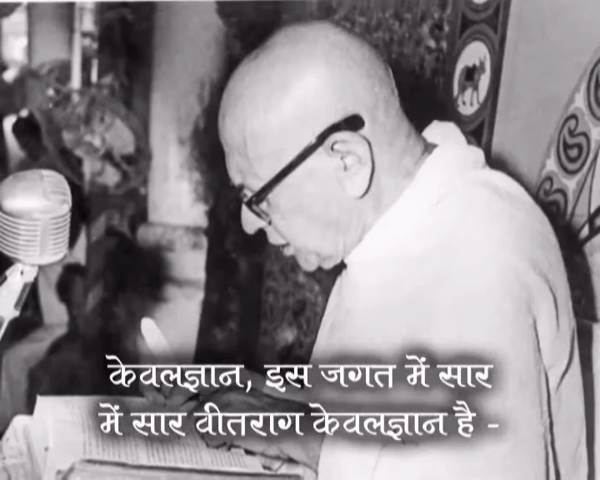 केवलज्ञान, इस जगत में सार
में सार वीतराग केवलज्ञान है -